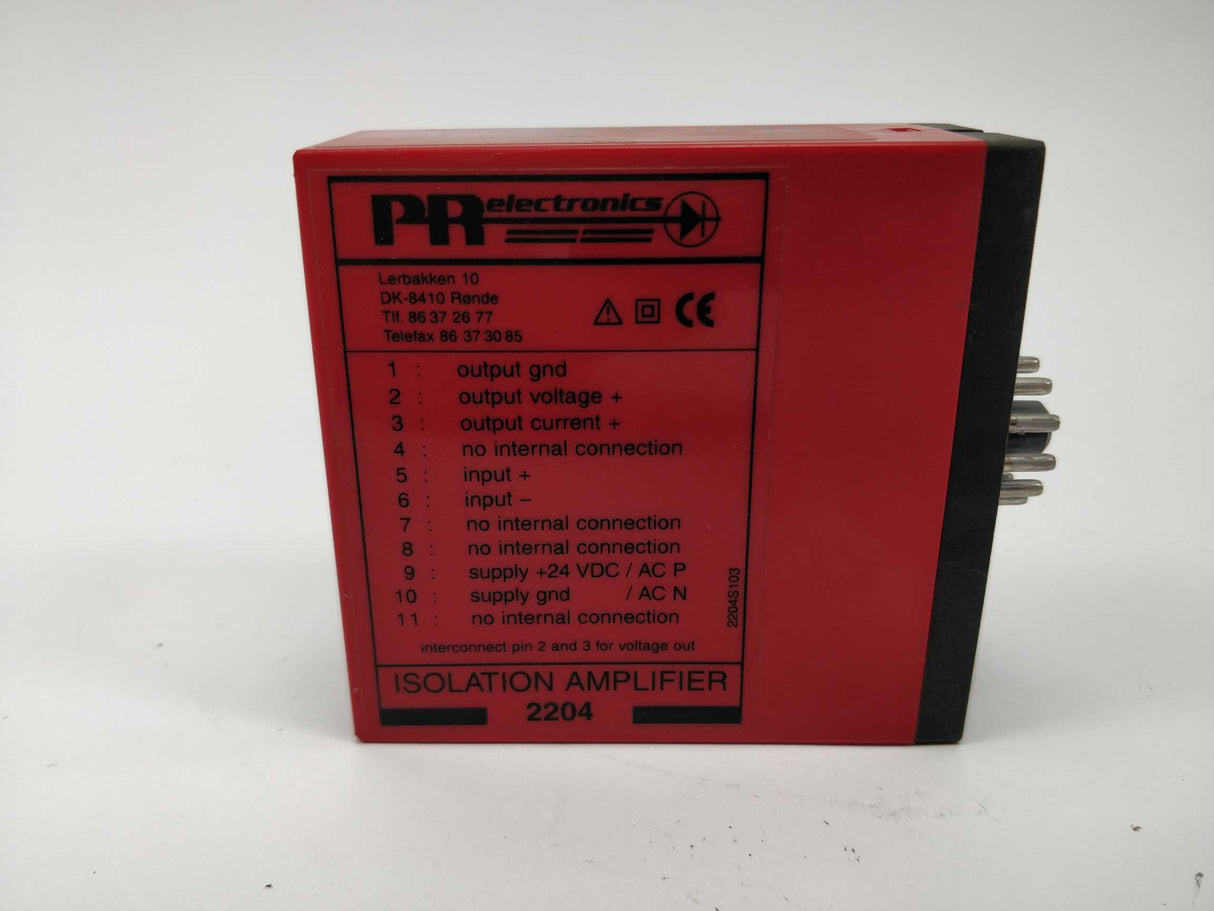 PR electronics
Lerbakken 10
DK-8410 Rønde
Tlf. 86 37 26 77
Telefax 86 37 30 85
CE
1 : output gnd
2 : output voltage +
3 : output current +
4 : no internal connection
5 : input +
6 : input –
7 : no internal connection
8 : no internal connection
9 : supply +24 VDC / AC P
10 : supply gnd / AC N
11 : no internal connection
2204S103
interconnect pin 2 and 3 for voltage out
ISOLATION AMPLIFIER
2204